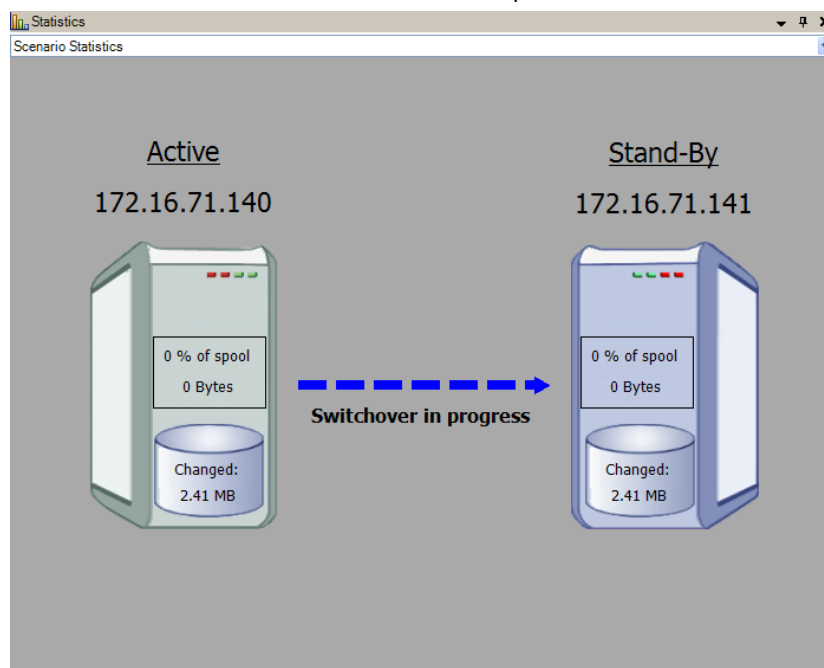 Statistics
Scenario Statistics
Active
Stand-By
172.16.71.140
172.16.71.141
0 % of spool
0 Bytes
0 % of spool
0 Bytes
Switchover in progress
Changed:
2.41 MB
Changed:
2.41 MB